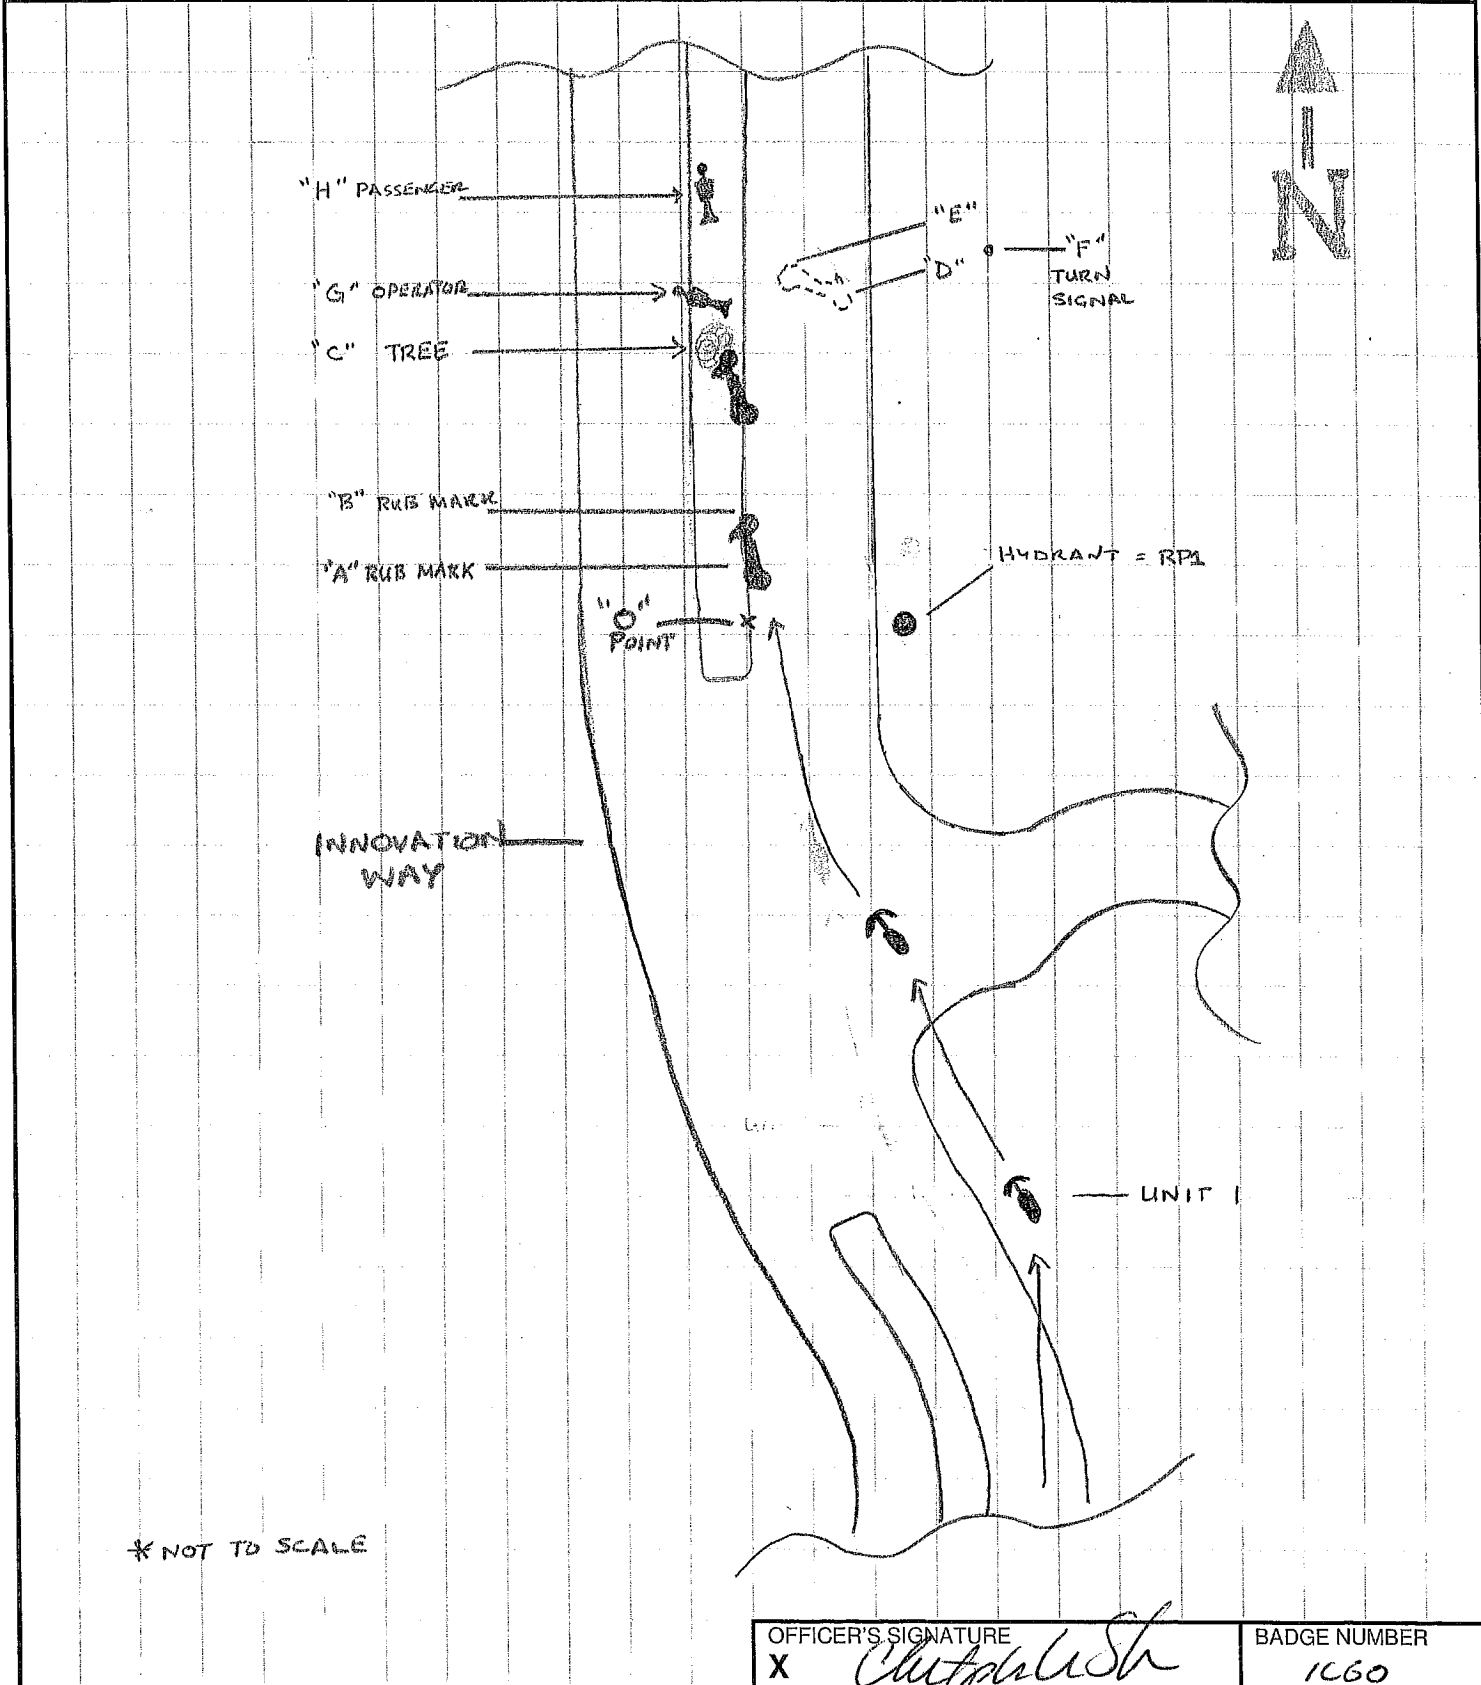 N
"H" PASSENGER
"E"
"F"
TURN
SIGNAL
"D"
"G" OPERATOR
"C" TREE
"B" RUB MARK
"A" RUB MARK
HYDRANT = RP1
"O"
POINT
INNOVATION
WAY
UNIT 1
* NOT TO SCALE
OFFICER'S SIGNATURE
X
BADGE NUMBER